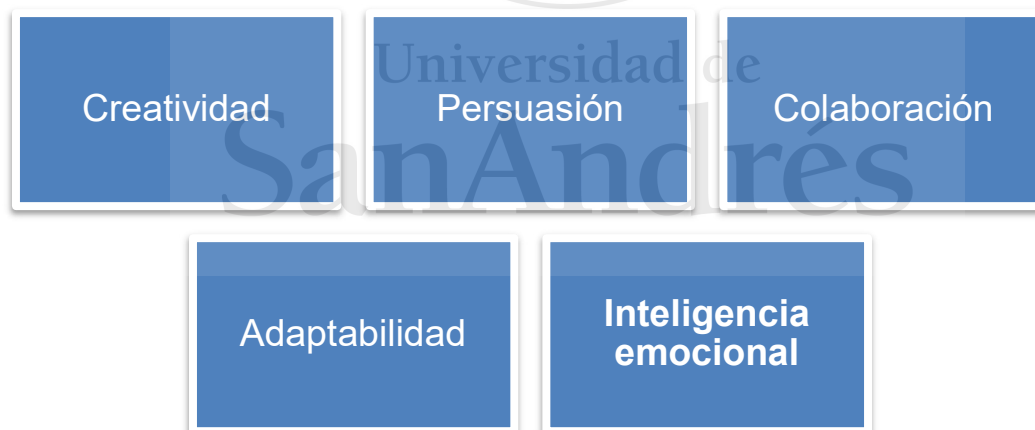 Universidad de
SanAndrés
Creatividad
Persuasión
Colaboración
Adaptabilidad
Inteligencia
emocional